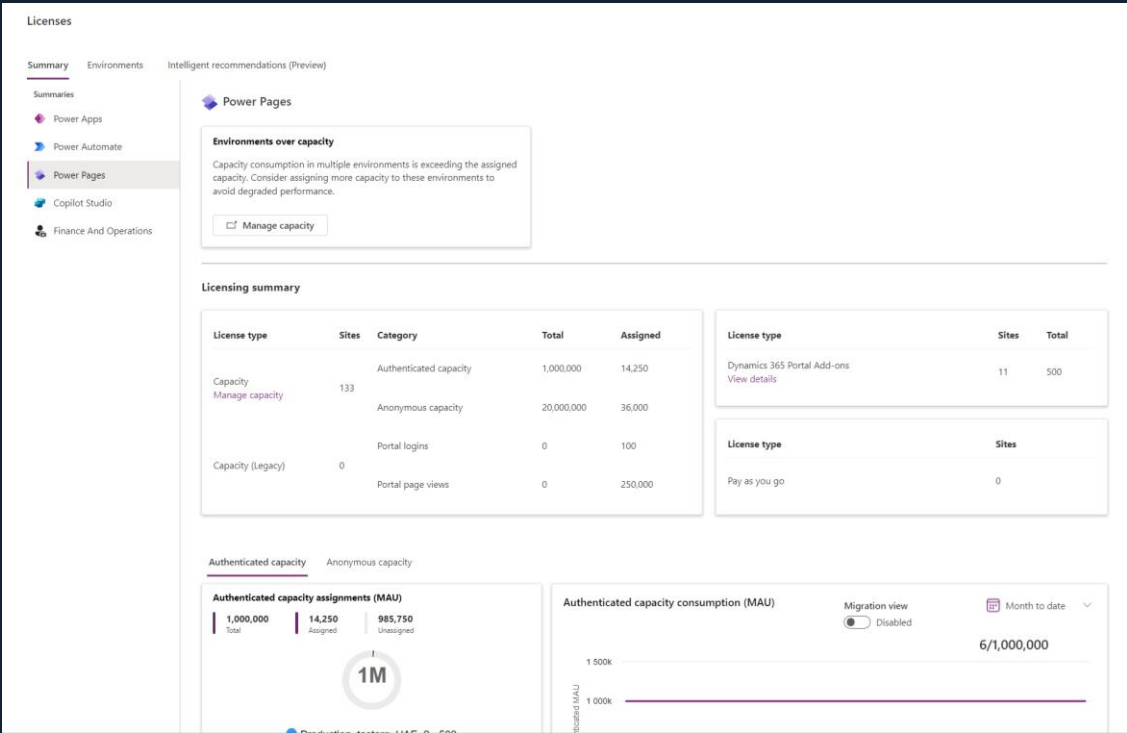 Licenses
Summary Environments Intelligent recommendations (Preview)
Summaries
Power Apps
Power Automate
Power Pages
Copilot Studio
Finance And Operations
Power Pages
Environments over capacity
Capacity consumption in multiple environments is exceeding the assigned
capacity. Consider assigning more capacity to these environments to
avoid degraded performance.
Manage capacity
Licensing summary
License type Sites Category Total Assigned
Capacity
Manage capacity
133
Authenticated capacity 1,000,000 14,250
Anonymous capacity 20,000,000 36,000
Capacity (Legacy) 0
Portal logins 0 100
Portal page views 0 250,000
License type Sites Total
Dynamics 365 Portal Add-ons
View details
11 500
License type Sites
Pay as you go 0
Authenticated capacity Anonymous capacity
Authenticated capacity assignments (MAU)
1,000,000 14,250 985,750
Total Assigned Unassigned
1M
Authenticated capacity consumption (MAU)
Migration view
Disabled
Month to date
6/1,000,000
1 500k
1 000k